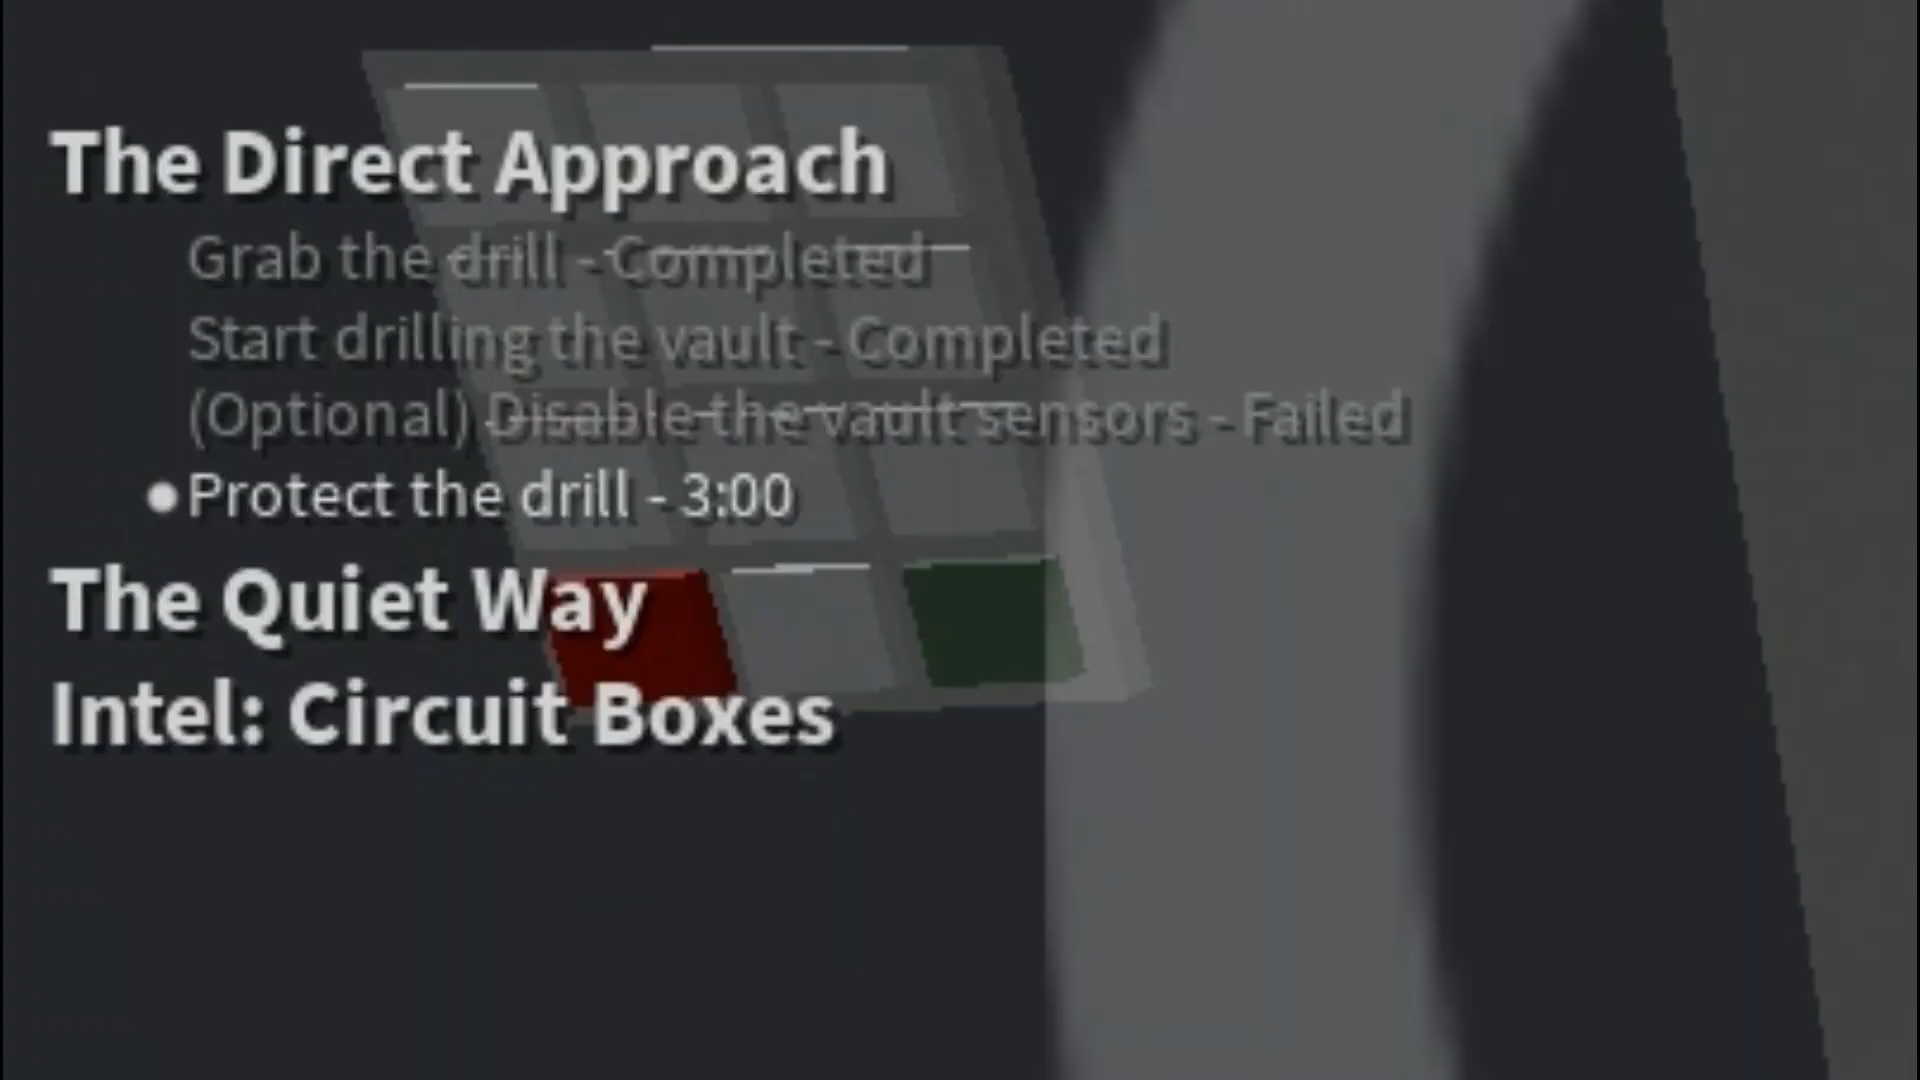 The Direct Approach
Grab the drill - Completed
Start drilling the vault - Completed
(Optional) Disable the vault sensors - Failed
●Protect the drill - 3:00
The Quiet Way
Intel: Circuit Boxes